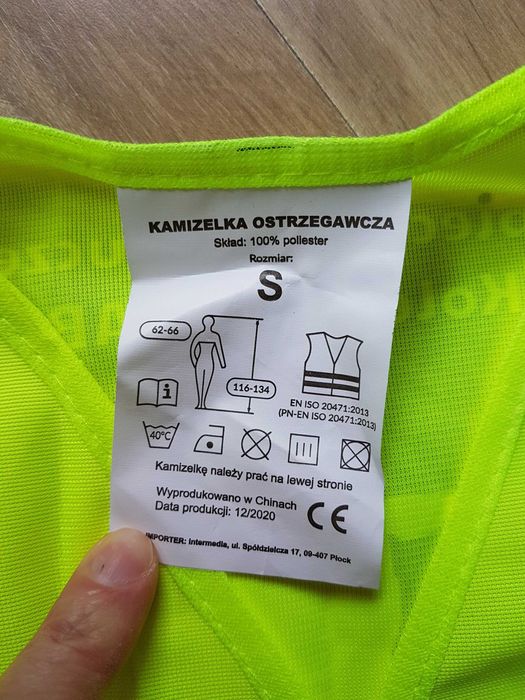 KAMIZELKA OSTRZEGAWCZA
Skład: 100% poliester
Rozmiar:
S
62-66
116-134
i
EN ISO 20471:2013
(PN-EN ISO 20471:2013)
40°C
Kamizelkę należy prać na lewej stronie
Wyprodukowano w Chinach
Data produkcji: 12/2020
CE
IMPORTER: Intermedia, ul. Spółdzielcza 17, 09-407 Płock